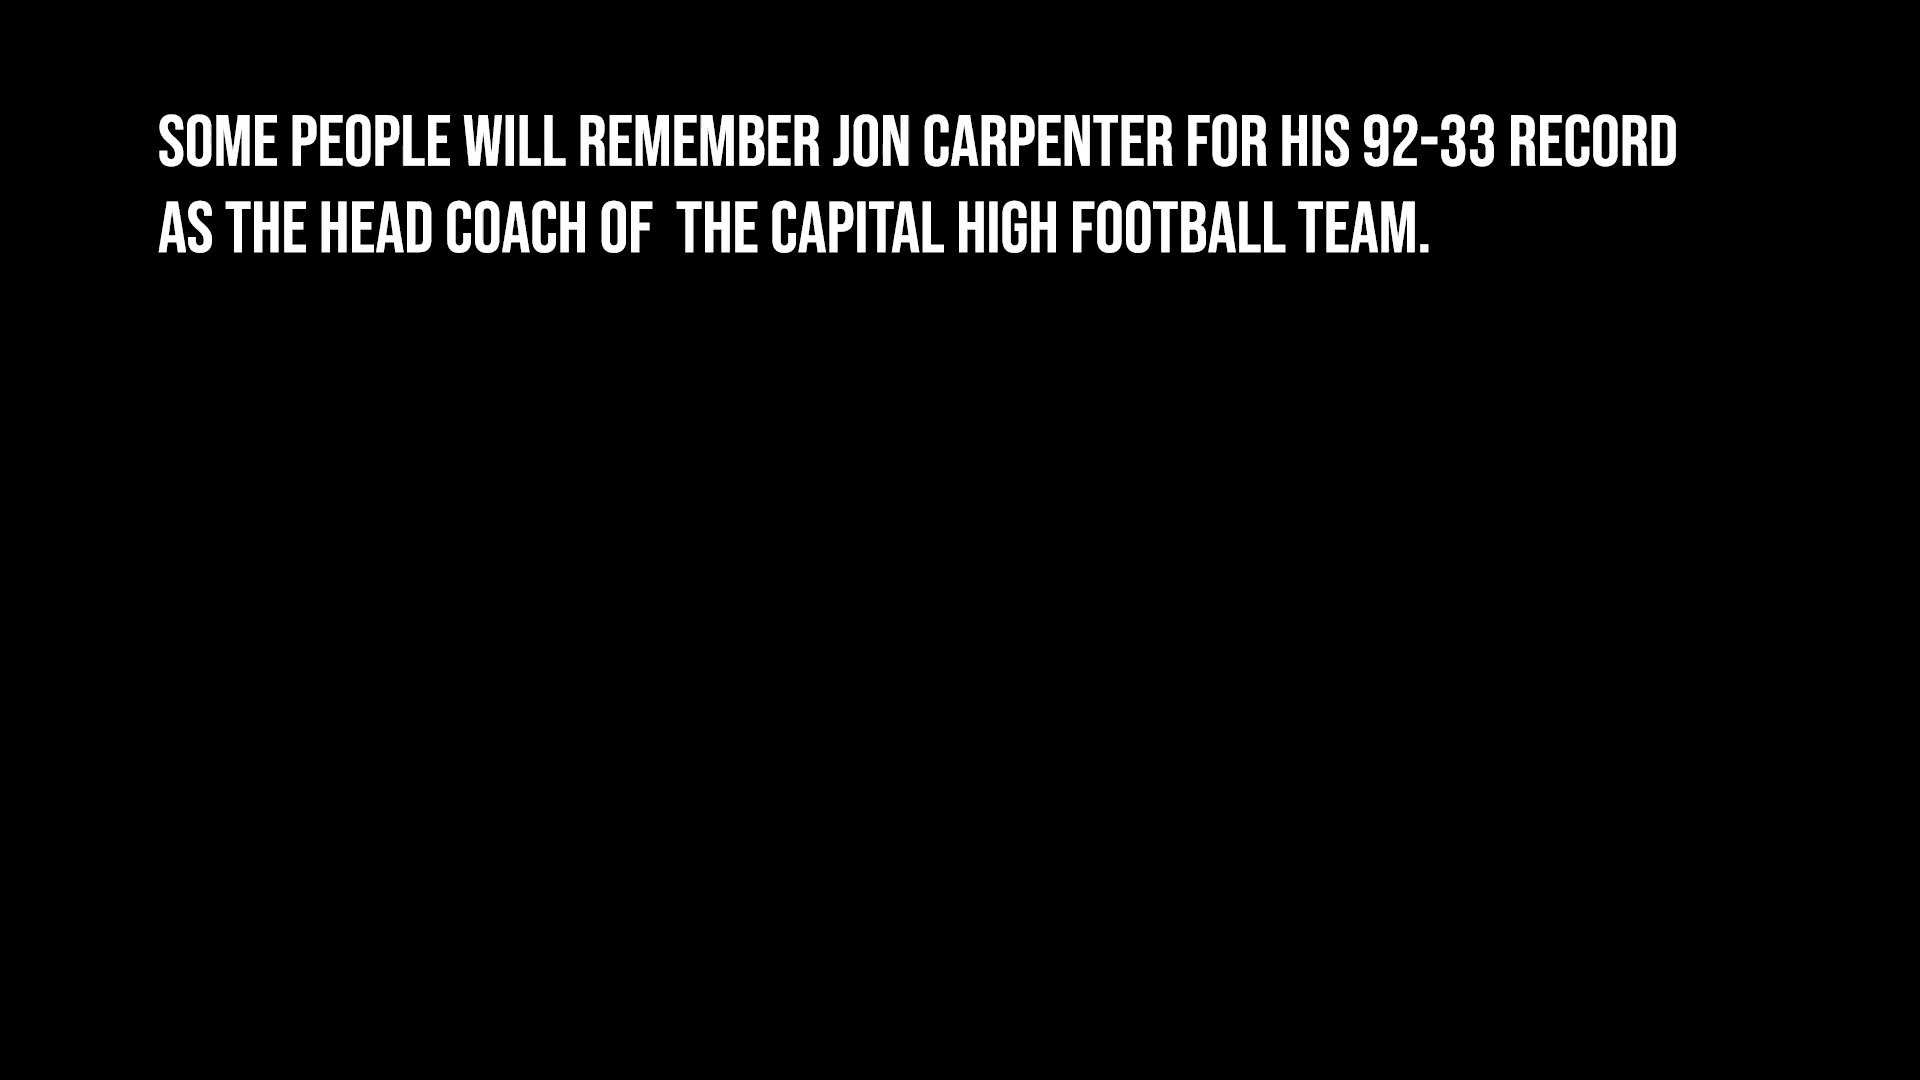 SOME PEOPLE WILL REMEMBER JON CARPENTER FOR HIS 92-33 RECORD
AS THE HEAD COACH OF  THE CAPITAL HIGH FOOTBALL TEAM.